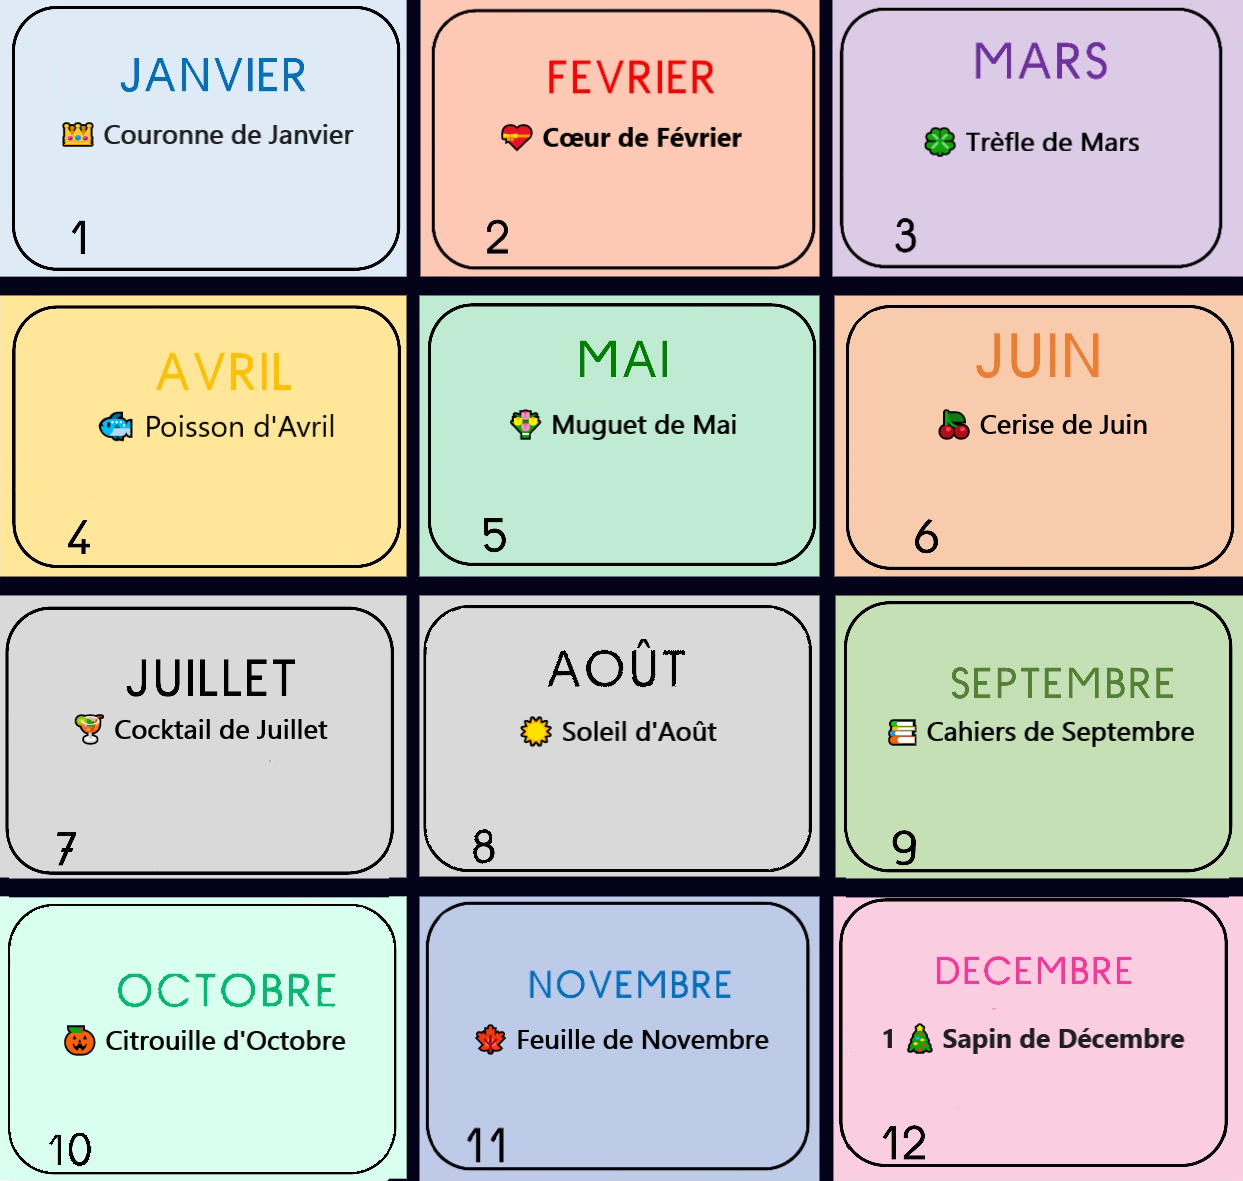 JANVIER
👑 Couronne de Janvier
1
FEVRIER
💝 Cœur de Février
2
MARS
🍀 Trèfle de Mars
3
AVRIL
🐟 Poisson d'Avril
4
MAI
💐 Muguet de Mai
5
JUIN
🍒 Cerise de Juin
6
JUILLET
🍹 Cocktail de Juillet
7
AOÛT
☀️ Soleil d'Août
8
SEPTEMBRE
📚 Cahiers de Septembre
9
OCTOBRE
🎃 Citrouille d'Octobre
10
NOVEMBRE
🍁 Feuille de Novembre
11
DECEMBRE
1 🎄 Sapin de Décembre
12